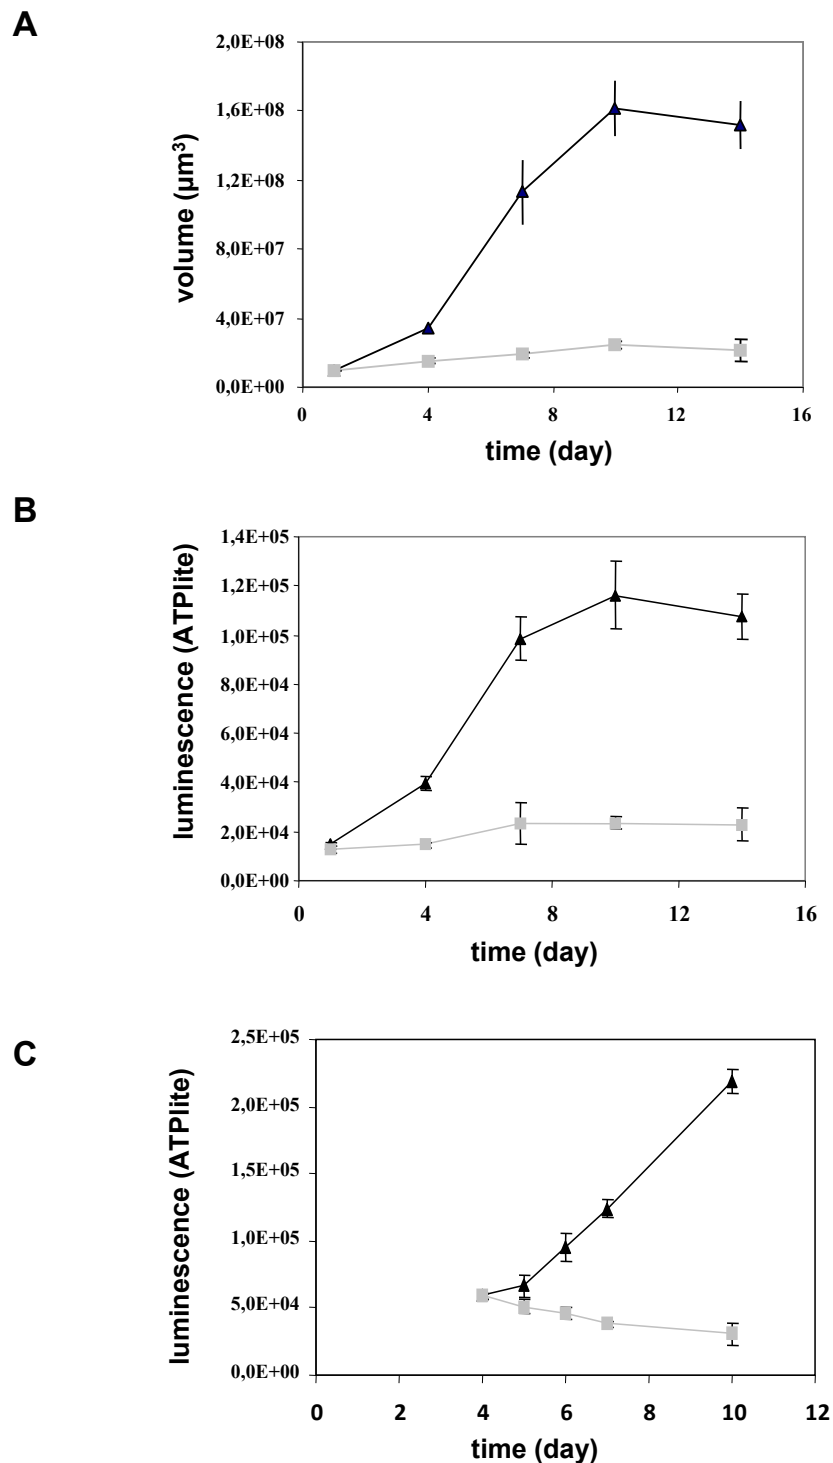 A
2,0E+08
1,6E+08
1,2E+08
8,0E+07
4,0E+07
0,0E+00
volume (µm³)
0 4 8 12 16
time (day)
B
1,4E+05
1,2E+05
1,0E+05
8,0E+04
6,0E+04
4,0E+04
2,0E+04
0,0E+00
luminescence (ATPlite)
0 4 8 12 16
time (day)
C
2,5E+05
2,0E+05
1,5E+05
1,0E+05
5,0E+04
0,0E+00
luminescence (ATPlite)
0 2 4 6 8 10 12
time (day)